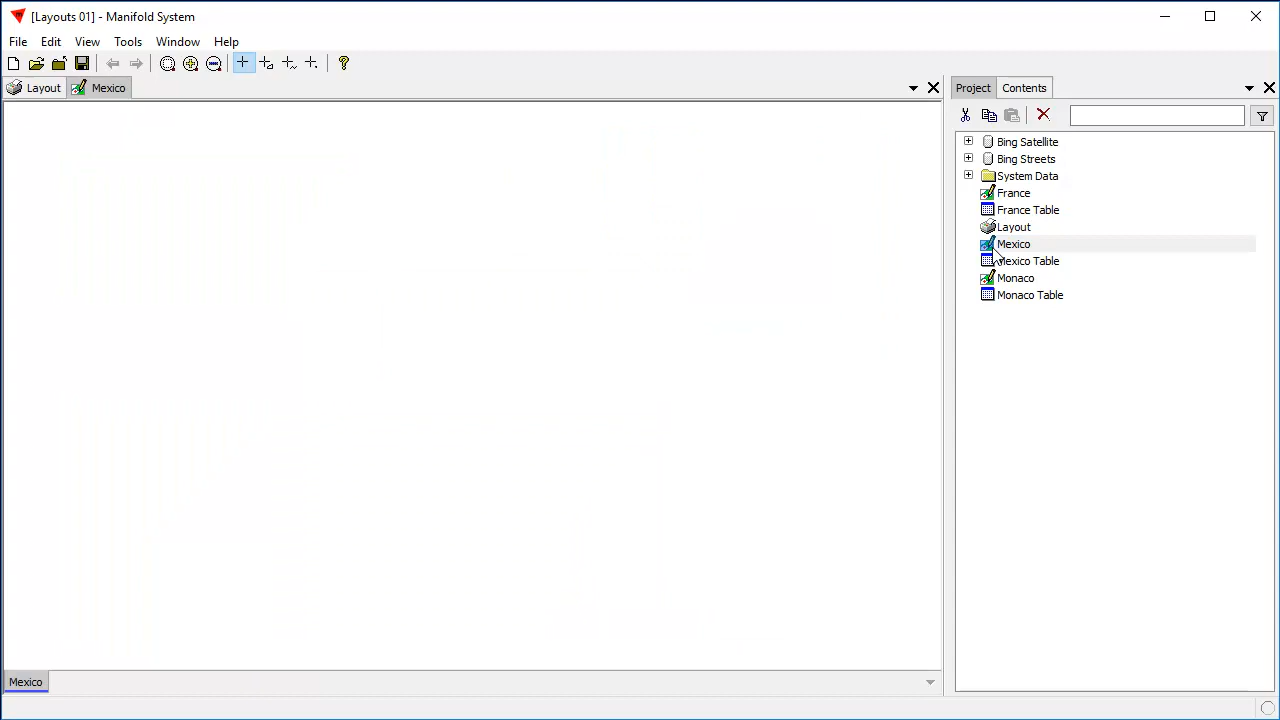 [Layouts 01] - Manifold System
File Edit View Tools Window Help
Layout Mexico
Project Contents
Bing Satellite
Bing Streets
System Data
France
France Table
Layout
Mexico
Mexico Table
Monaco
Monaco Table
Mexico